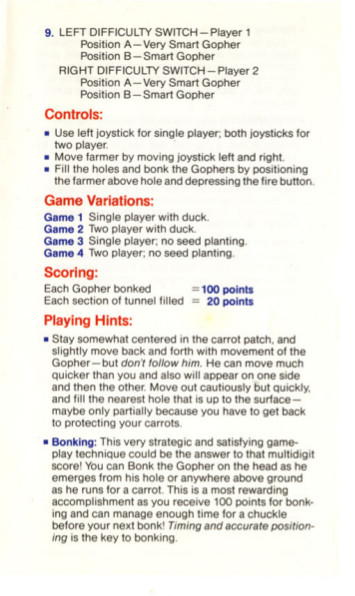 9. LEFT DIFFICULTY SWITCH—Player 1
Position A—Very Smart Gopher
Position B—Smart Gopher
RIGHT DIFFICULTY SWITCH—Player 2
Position A—Very Smart Gopher
Position B—Smart Gopher
Controls:
▪ Use left joystick for single player; both joysticks for
two player.
▪ Move farmer by moving joystick left and right.
▪ Fill the holes and bonk the Gophers by positioning
the farmer above hole and depressing the fire button.
Game Variations:
Game 1 Single player with duck.
Game 2 Two player with duck.
Game 3 Single player; no seed planting.
Game 4 Two player; no seed planting.
Scoring:
Each Gopher bonked = 100 points
Each section of tunnel filled = 20 points
Playing Hints:
▪ Stay somewhat centered in the carrot patch, and
slightly move back and forth with movement of the
Gopher—but don't follow him. He can move much
quicker than you and also will appear on one side
and then the other. Move out cautiously but quickly,
and fill the nearest hole that is up to the surface—
maybe only partially because you have to get back
to protecting your carrots.
▪ Bonking: This very strategic and satisfying game-
play technique could be the answer to that multidigit
score! You can Bonk the Gopher on the head as he
emerges from his hole or anywhere above ground
as he runs for a carrot. This is a most rewarding
accomplishment as you receive 100 points for bonk-
ing and can manage enough time for a chuckle
before your next bonk! Timing and accurate position-
ing is the key to bonking.